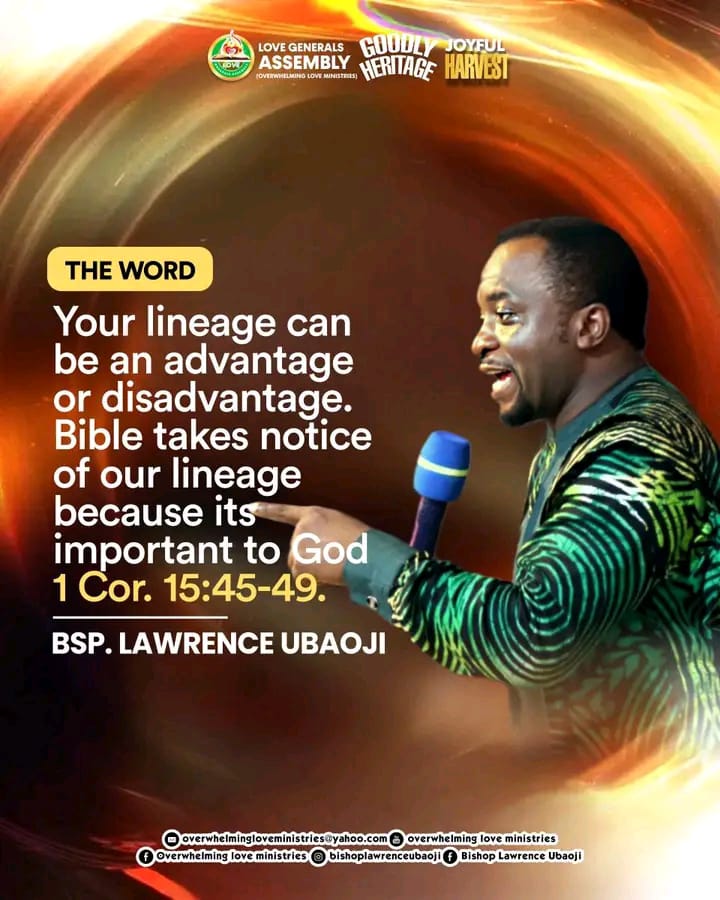 LOVE GENERALS
ASSEMBLY
(OVERWHELMING LOVE MINISTRIES)
GOODLY
HERITAGE
JOYFUL
HARVEST
THE WORD
Your lineage can
be an advantage
or disadvantage.
Bible takes notice
of our lineage
because its
important to God
1 Cor. 15:45-49.
BSP. LAWRENCE UBAOJI
overwhelmingloveministries@yahoo.com overwhelming love ministries
Overwhelming love ministries bishoplawrenceubaoji Bishop Lawrence Ubaoji